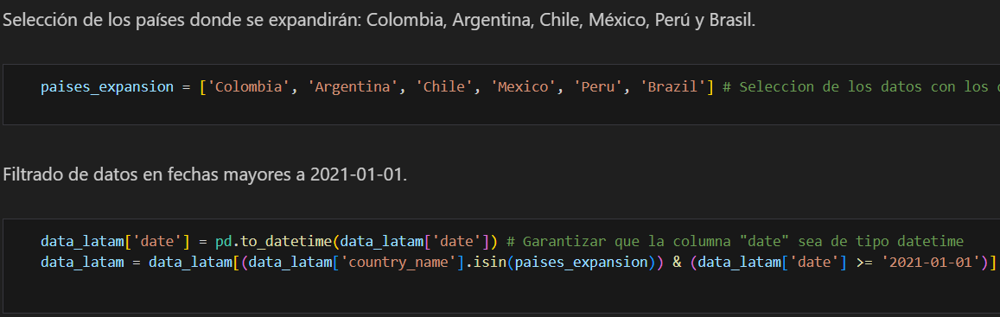 Selección de los países donde se expandirán: Colombia, Argentina, Chile, México, Perú y Brasil.
paises_expansion = ['Colombia', 'Argentina', 'Chile', 'Mexico', 'Peru', 'Brazil'] # Seleccion de los datos con los
Filtrado de datos en fechas mayores a 2021-01-01.
data_latam['date'] = pd.to_datetime(data_latam['date']) # Garantizar que la columna "date" sea de tipo datetime
data_latam = data_latam[(data_latam['country_name'].isin(paises_expansion)) & (data_latam['date'] >= '2021-01-01')]